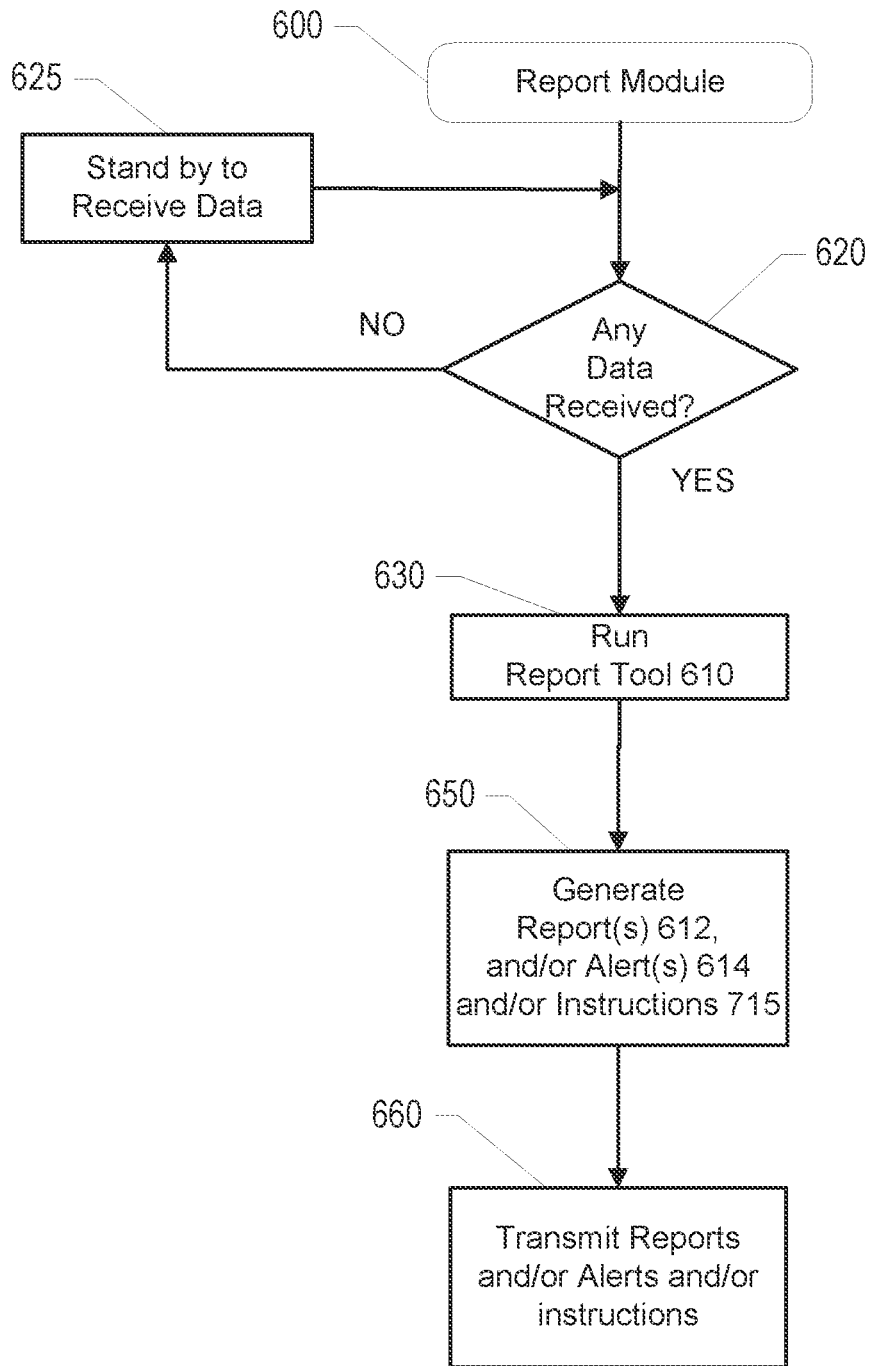 600
Report Module
625
Stand by to
Receive Data
620
Any
Data
Received?
NO
YES
630
Run
Report Tool 610
650
Generate
Report(s) 612,
and/or Alert(s) 614
and/or Instructions 715
660
Transmit Reports
and/or Alerts and/or
instructions